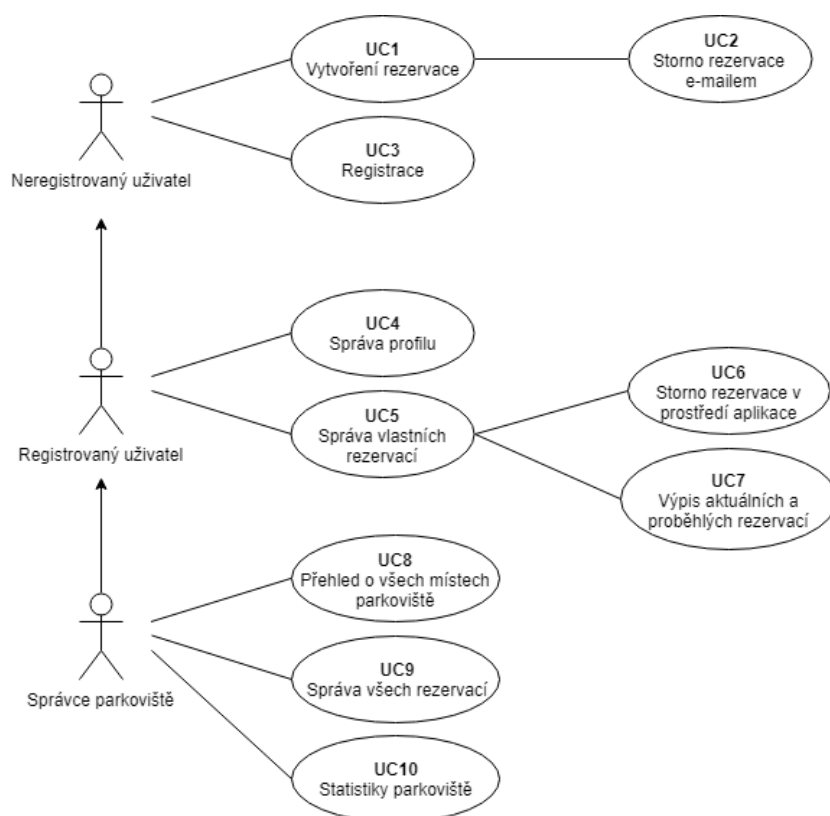 UC1
Vytvoření rezervace
UC2
Storno rezervace
e-mailem
UC3
Registrace
Neregistrovaný uživatel
UC4
Správa profilu
UC5
Správa vlastních
rezervací
UC6
Storno rezervace v
prostředí aplikace
UC7
Výpis aktuálních a
proběhlých rezervací
Registrovaný uživatel
UC8
Přehled o všech místech
parkoviště
UC9
Správa všech rezervací
UC10
Statistiky parkoviště
Správce parkoviště